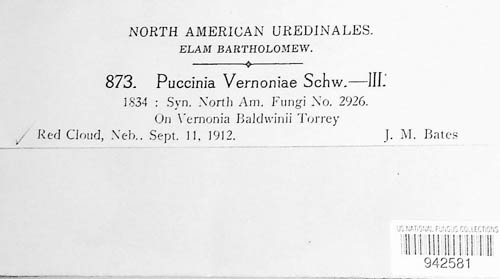 NORTH AMERICAN UREDINALES.
ELAM BARTHOLOMEW.
873. Puccinia Vernoniae Schw.—III.
1834 : Syn. North Am. Fungi No. 2926.
On Vernonia Baldwinii Torrey
Red Cloud, Neb., Sept. 11, 1912. J. M. Bates
US NATIONAL FUNGUS COLLECTIONS
942581